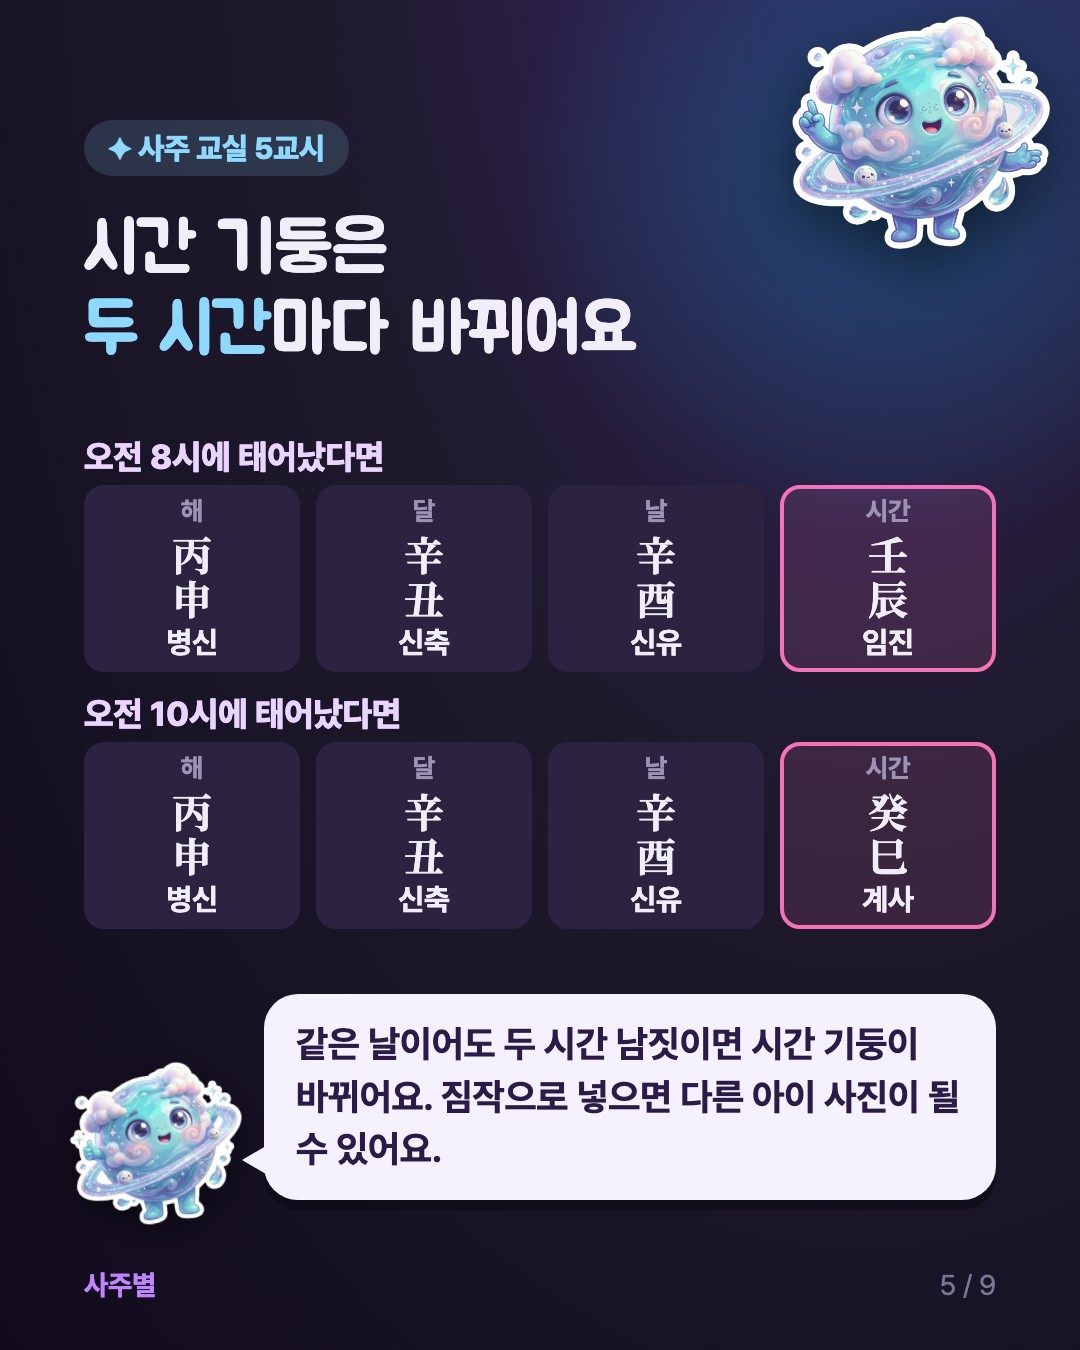 ✦ 사주 교실 5교시
시간 기둥은
두 시간마다 바뀌어요
오전 8시에 태어났다면
해 달 날 시간
丙 辛 辛 壬
申 丑 酉 辰
병신 신축 신유 임진
오전 10시에 태어났다면
해 달 날 시간
丙 辛 辛 癸
申 丑 酉 巳
병신 신축 신유 계사
같은 날이어도 두 시간 남짓이면 시간 기둥이
바뀌어요. 짐작으로 넣으면 다른 아이 사진이 될
수 있어요.
사주별
5 / 9